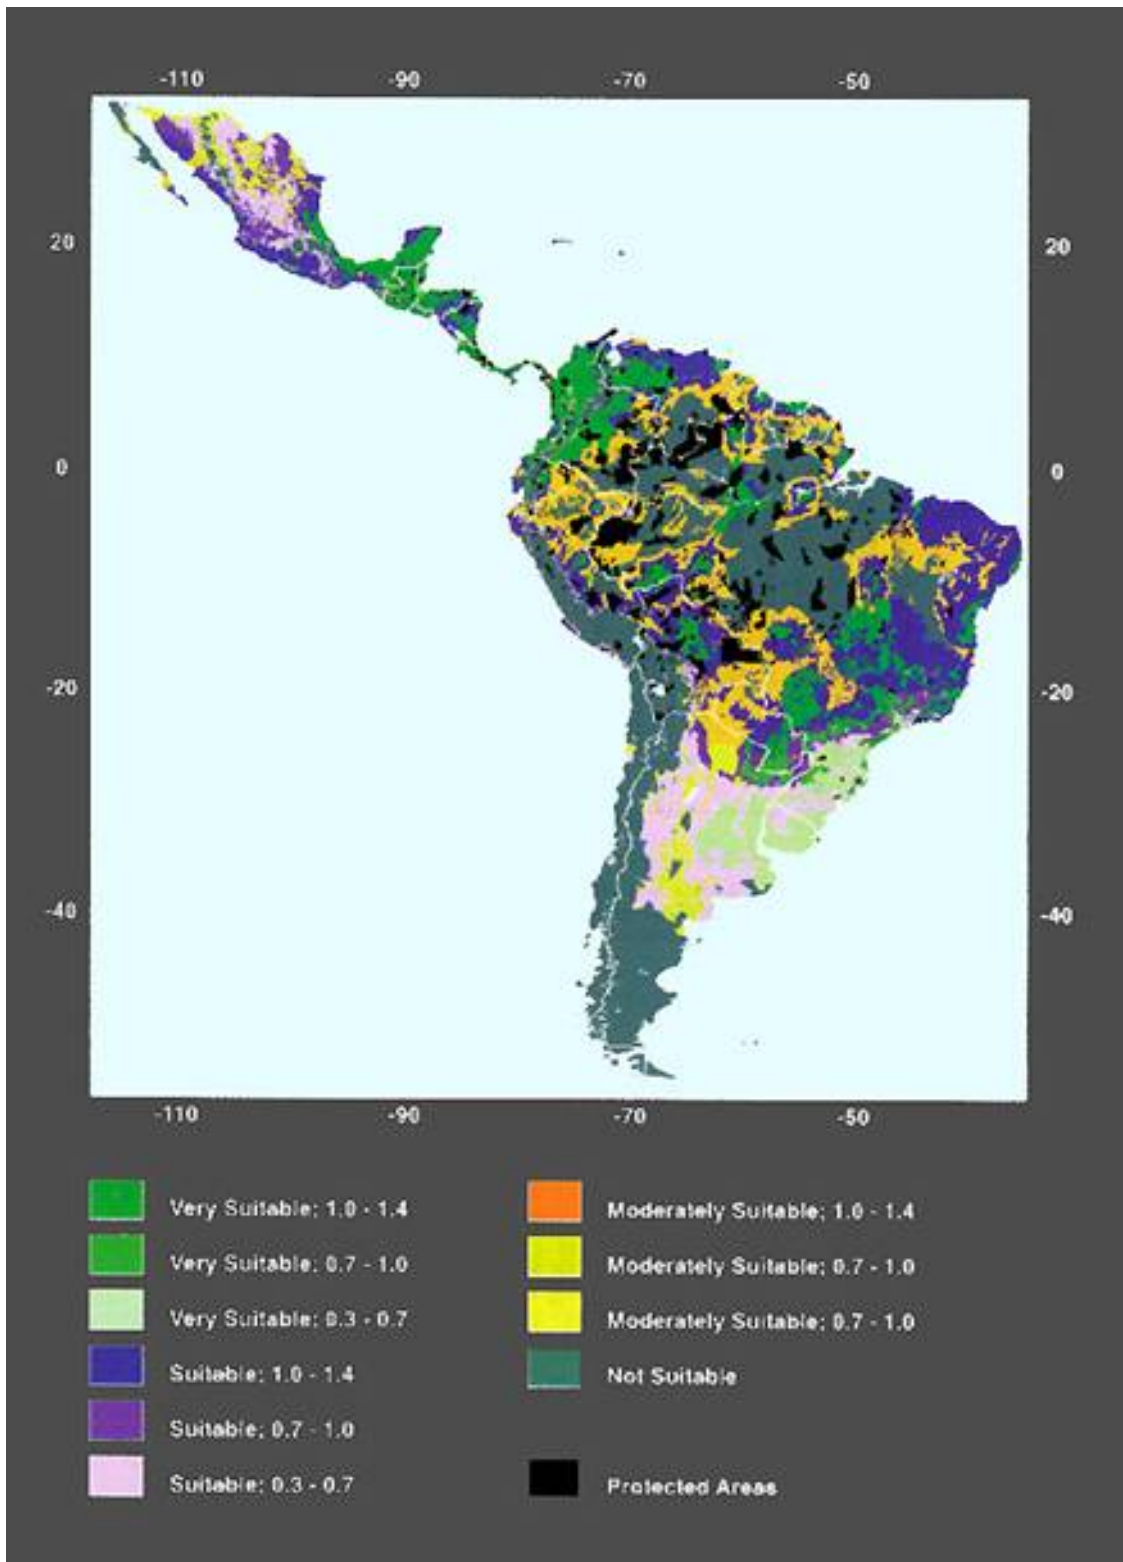 -110 -90 -70 -50
20 20
0 0
-20 -20
-40 -40
-110 -90 -70 -50
Very Suitable; 1.0 - 1.4
Very Suitable; 0.7 - 1.0
Very Suitable; 0.3 - 0.7
Suitable; 1.0 - 1.4
Suitable; 0.7 - 1.0
Suitable; 0.3 - 0.7
Moderately Suitable; 1.0 - 1.4
Moderately Suitable; 0.7 - 1.0
Moderately Suitable; 0.7 - 1.0
Not Suitable
Protected Areas